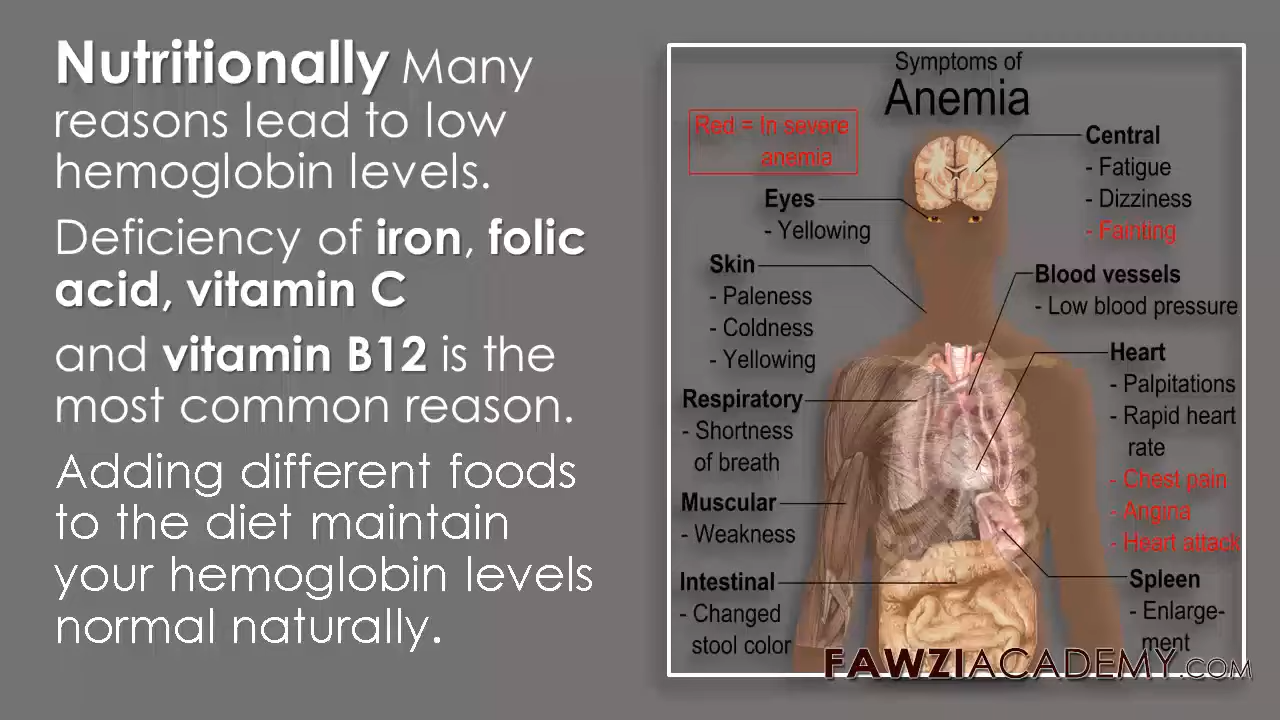 Nutritionally Many
reasons lead to low
hemoglobin levels.
Deficiency of iron, folic
acid, vitamin C
and vitamin B12 is the
most common reason.
Adding different foods
to the diet maintain
your hemoglobin levels
normal naturally.
Symptoms of
Anemia
Red = In severe
anemia
Central
- Fatigue
- Dizziness
- Fainting
Eyes
- Yellowing
Skin
- Paleness
- Coldness
- Yellowing
Blood vessels
- Low blood pressure
Heart
- Palpitations
- Rapid heart
rate
- Chest pain
- Angina
- Heart attack
Respiratory
- Shortness
of breath
Muscular
- Weakness
Intestinal
- Changed
stool color
Spleen
- Enlarge-
ment
FAWZIACADEMY.COM